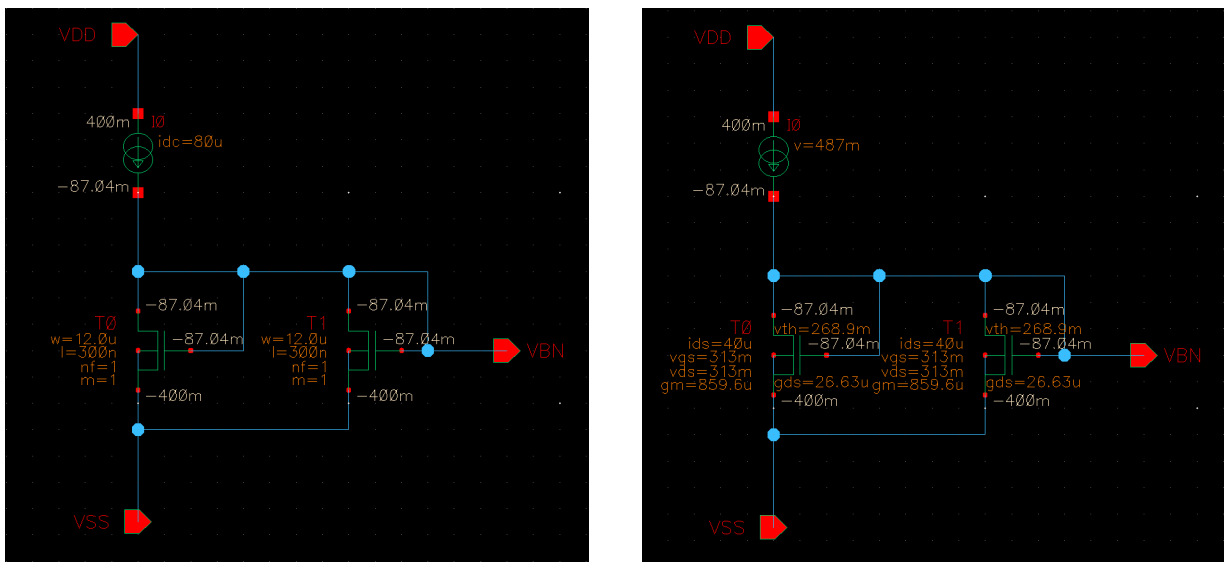 VDD
400m
I0
idc=80u
-87.04m
-87.04m
-87.04m
T0
T1
w=12.0u
-87.04m
w=12.0u
-87.04m
l=300n
l=300n
VBN
nf=1
nf=1
m=1
m=1
-400m
-400m
VSS
VDD
400m
I0
v=487m
-87.04m
-87.04m
-87.04m
T0
vth=268.9m
T1
vth=268.9m
ids=40u
-87.04m
ids=40u
-87.04m
vgs=313m
vgs=313m
VBN
vds=313m
vds=313m
gm=859.6u
gds=26.63u
gm=859.6u
gds=26.63u
-400m
-400m
VSS